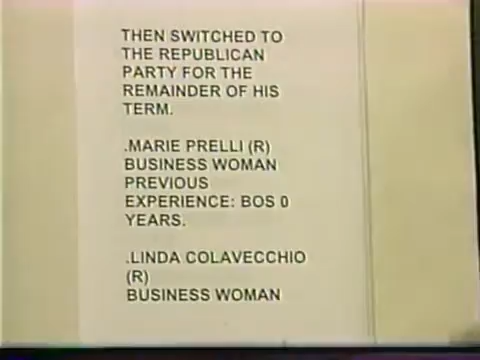 THEN SWITCHED TO
THE REPUBLICAN
PARTY FOR THE
REMAINDER OF HIS
TERM.
.MARIE PRELLI (R)
BUSINESS WOMAN
PREVIOUS
EXPERIENCE: BOS 0
YEARS.
.LINDA COLAVECCHIO
(R)
BUSINESS WOMAN